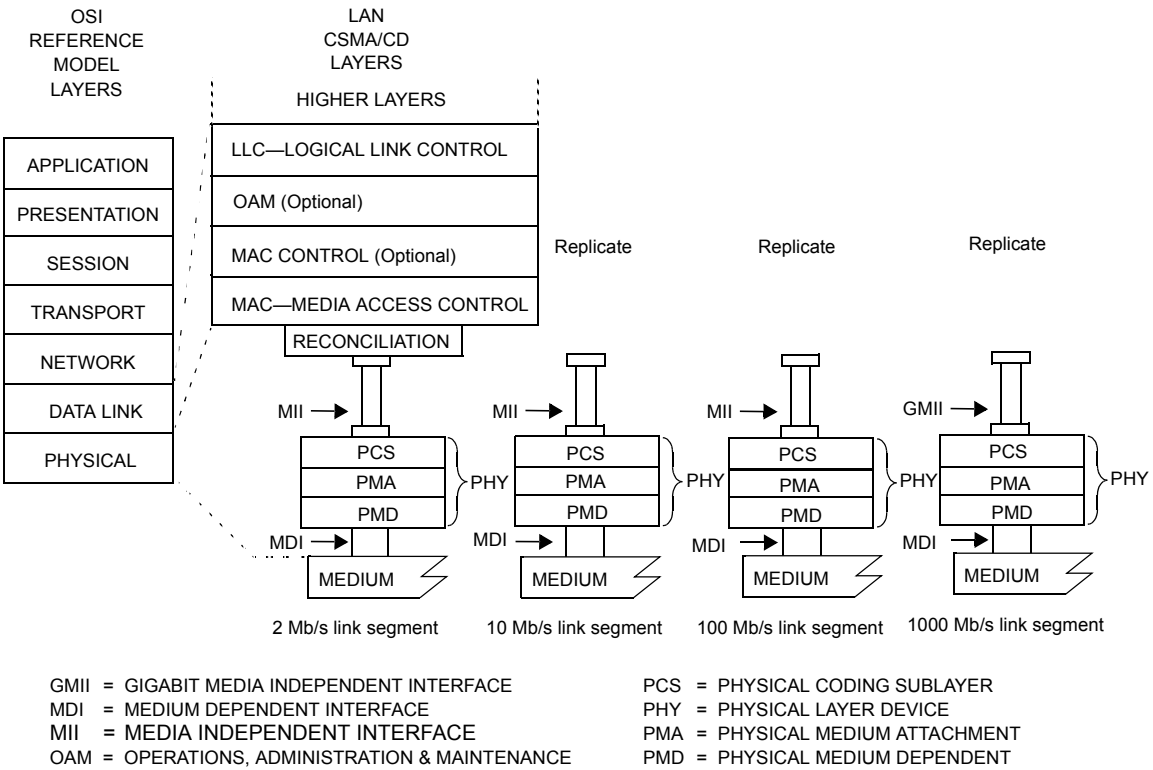 OSI
REFERENCE
MODEL
LAYERS
LAN
CSMA/CD
LAYERS
HIGHER LAYERS
APPLICATION
PRESENTATION
SESSION
TRANSPORT
NETWORK
DATA LINK
PHYSICAL
LLC—LOGICAL LINK CONTROL
OAM (Optional)
MAC CONTROL (Optional)
MAC—MEDIA ACCESS CONTROL
RECONCILIATION
Replicate
Replicate
Replicate
MII
PCS
PMA
PMD
PHY
MDI
MEDIUM
2 Mb/s link segment
MII
PCS
PMA
PMD
PHY
MDI
MEDIUM
10 Mb/s link segment
MII
PCS
PMA
PMD
PHY
MDI
MEDIUM
100 Mb/s link segment
GMII
PCS
PMA
PMD
PHY
MDI
MEDIUM
1000 Mb/s link segment
GMII = GIGABIT MEDIA INDEPENDENT INTERFACE
MDI = MEDIUM DEPENDENT INTERFACE
MII = MEDIA INDEPENDENT INTERFACE
OAM = OPERATIONS, ADMINISTRATION & MAINTENANCE
PCS = PHYSICAL CODING SUBLAYER
PHY = PHYSICAL LAYER DEVICE
PMA = PHYSICAL MEDIUM ATTACHMENT
PMD = PHYSICAL MEDIUM DEPENDENT